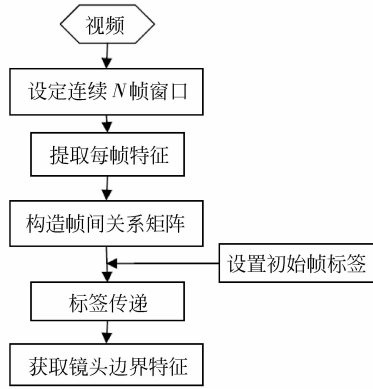 视频
设定连续N帧窗口
提取每帧特征
构造帧间关系矩阵
设置初始帧标签
标签传递
获取镜头边界特征